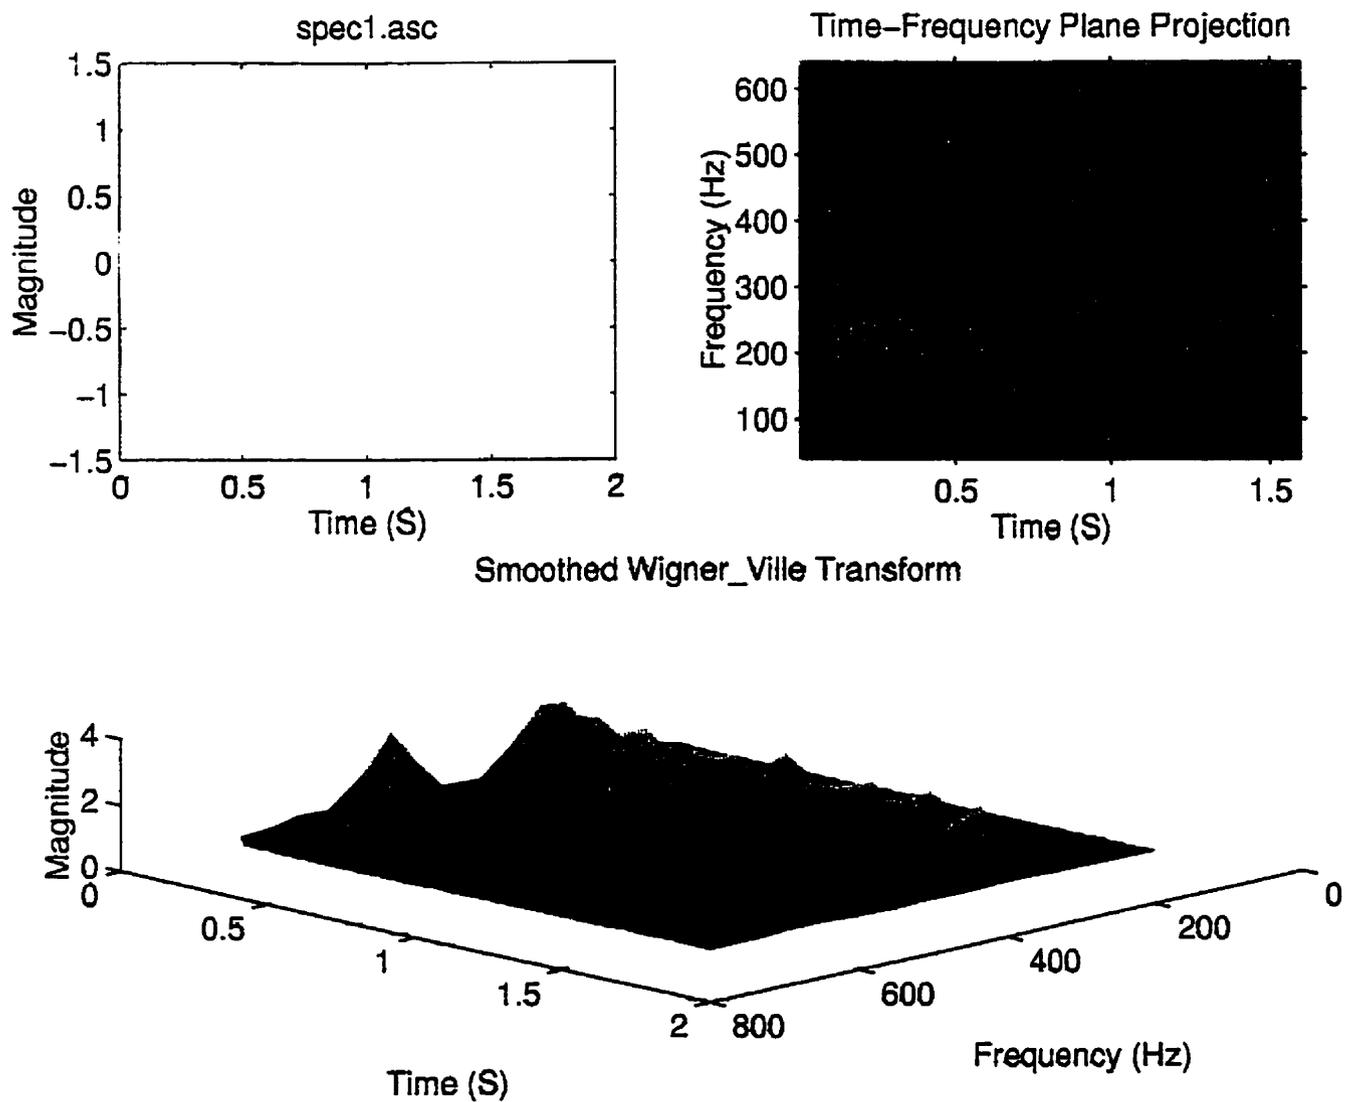 spec1.asc
Time–Frequency Plane Projection
1.5
1
0.5
0
−0.5
−1
−1.5
Magnitude
0 0.5 1 1.5 2
Time (S)
600
500
400
300
200
100
Frequency (Hz)
0.5 1 1.5
Time (S)
Smoothed Wigner_Ville Transform
4
2
0
Magnitude
0
0.5
1
1.5
2
Time (S)
800
600
400
200
0
Frequency (Hz)